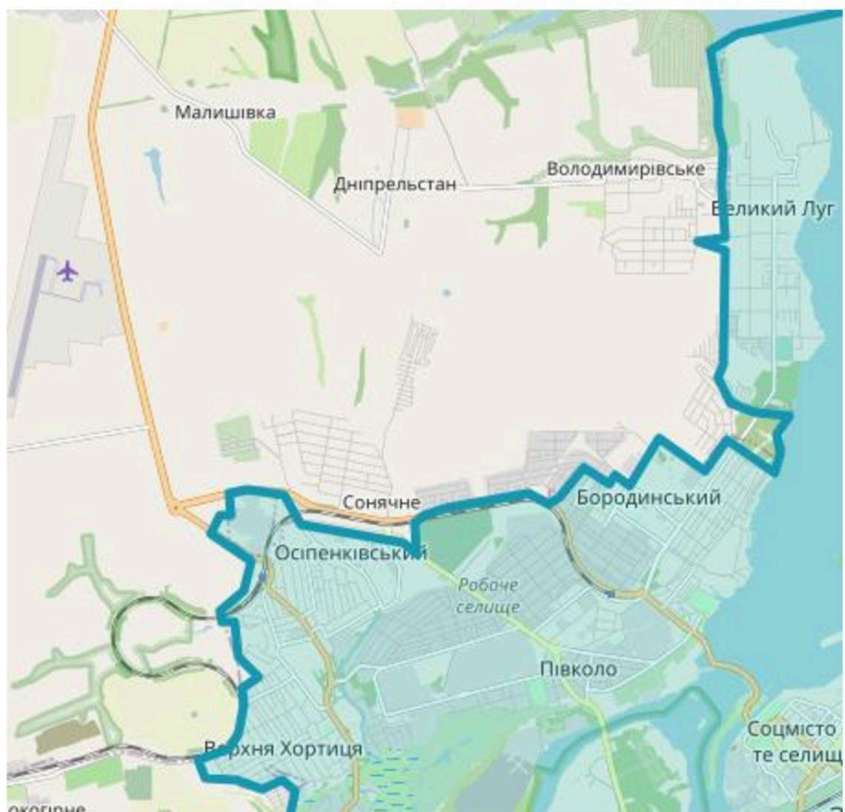 Малишівка
Володимирівське
Дніпрельстан
Великий Луг
Бородинський
Сонячне
Осіпенківський
Робоче
селище
Півколо
Соцмісто
те селищ
Верхня Хортиця
окогірне